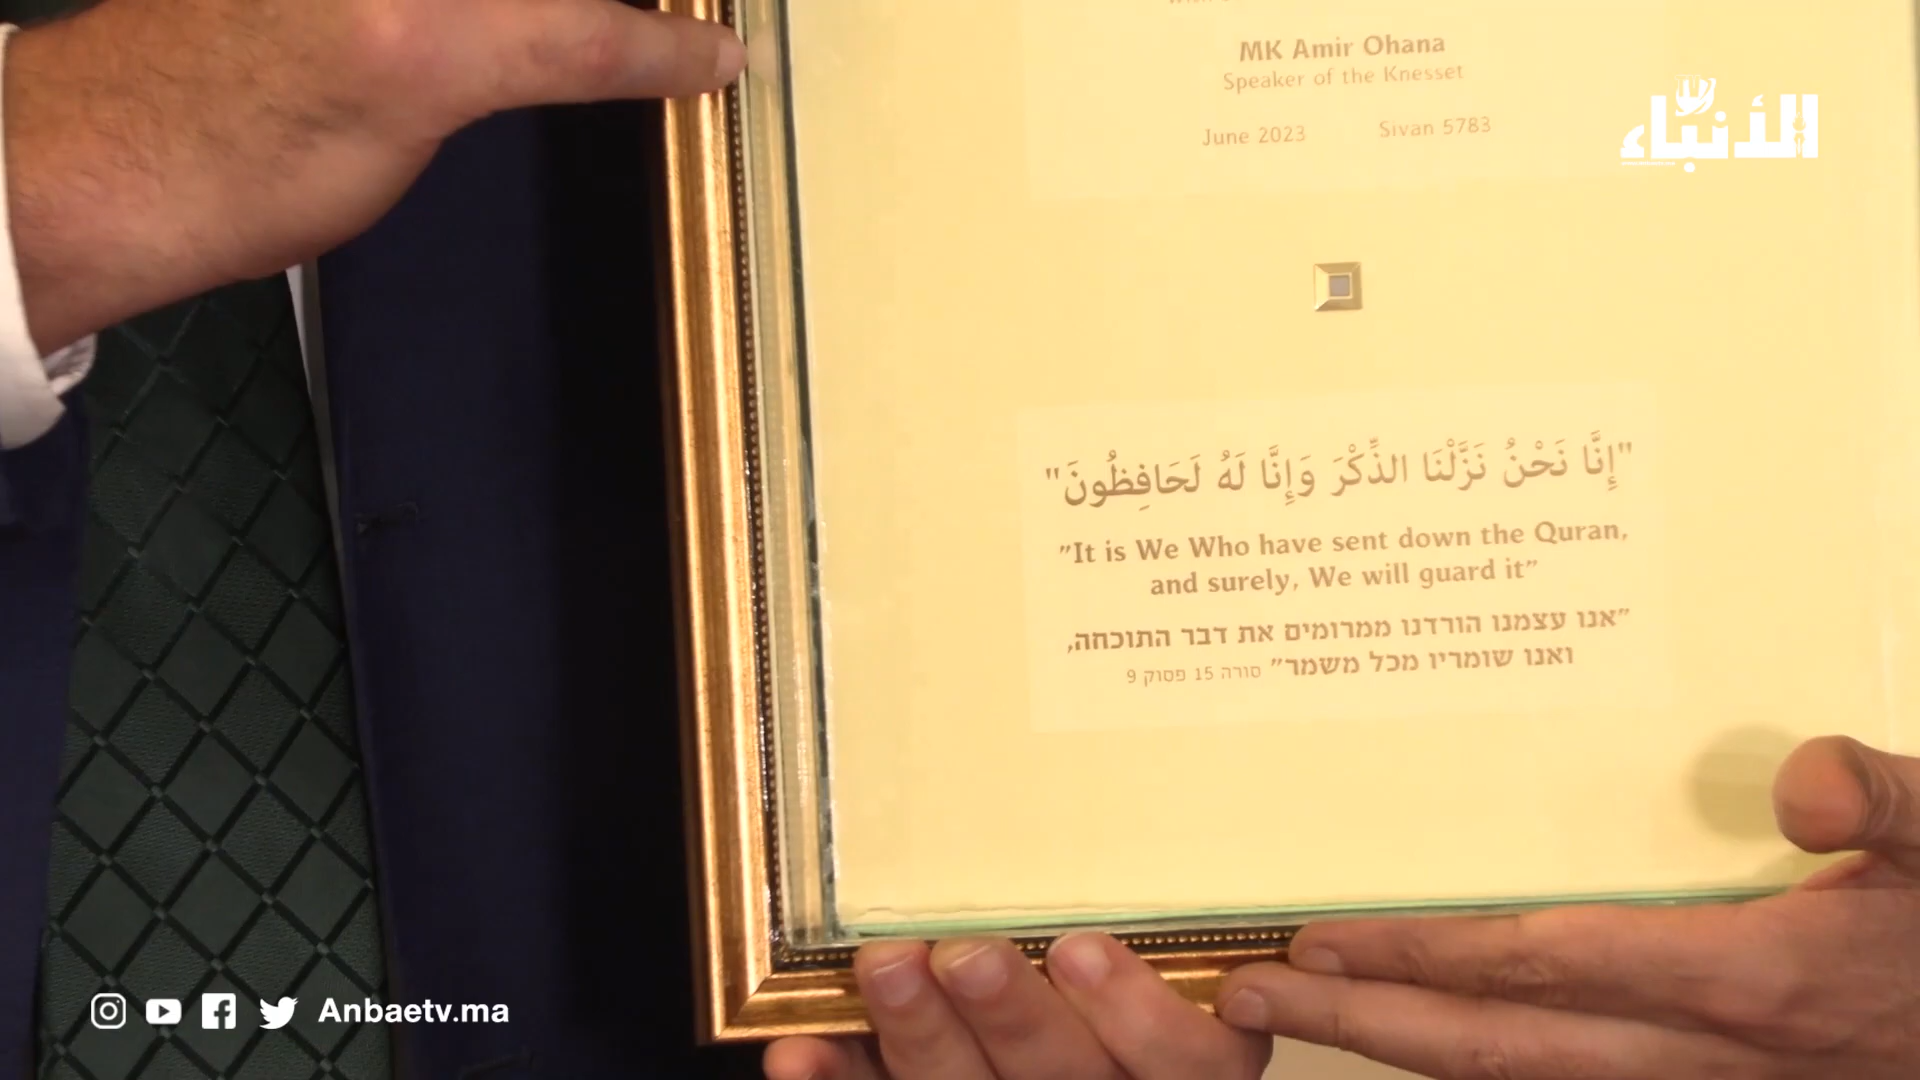 MK Amir Ohana
Speaker of the Knesset
June 2023 Sivan 5783
الأنباء
"إِنَّا نَحْنُ نَزَّلْنَا الذِّكْرَ وَإِنَّا لَهُ لَحَافِظُونَ"
"It is We Who have sent down the Quran,
and surely, We will guard it"
"אנו עצמנו הורדנו ממרומים את דבר התוכחה,
ואנו שומריו מכל משמר" סורה 15 פסוק 9
Anbaetv.ma